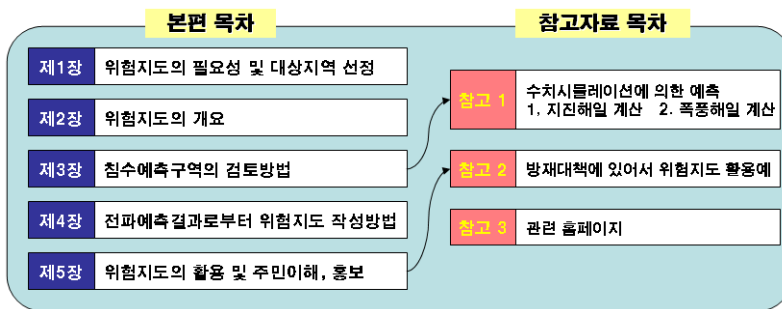 본편 목차
제1장 위험지도의 필요성 및 대상지역 선정
제2장 위험지도의 개요
제3장 침수예측구역의 검토방법
제4장 전파예측결과로부터 위험지도 작성방법
제5장 위험지도의 활용 및 주민이해, 홍보
참고자료 목차
참고 1 수치시뮬레이션에 의한 예측
1, 지진해일 계산 2. 폭풍해일 계산
참고 2 방재대책에 있어서 위험지도 활용예
참고 3 관련 홈페이지